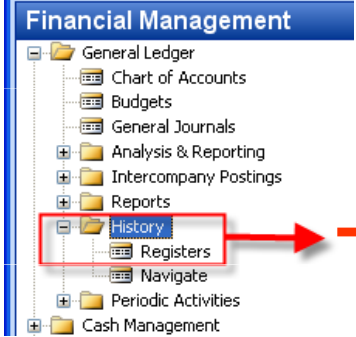 Financial Management
General Ledger
Chart of Accounts
Budgets
General Journals
Analysis & Reporting
Intercompany Postings
Reports
History
Registers
Navigate
Periodic Activities
Cash Management